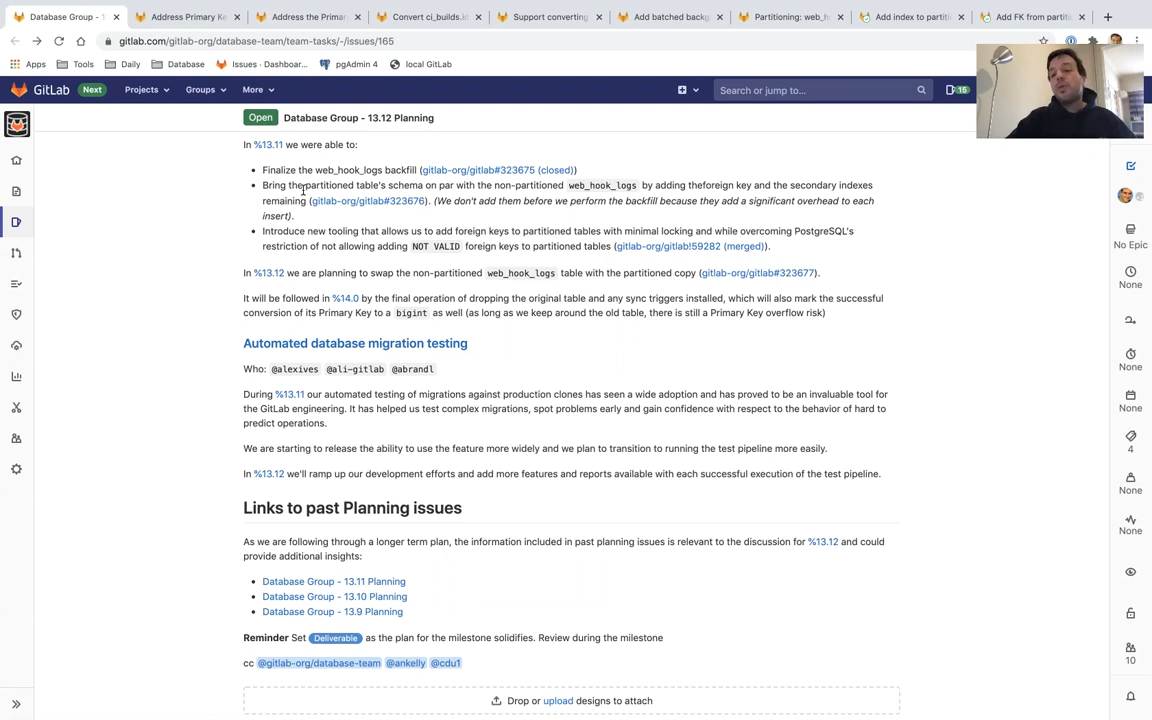 Database Group - 1
Address Primary Ke
Address the Primar
Convert ci_builds.id
Support converting
Add batched backg
Partitioning: web_h
Add index to partiti
Add FK from partiti
gitlab.com/gitlab-org/database-team/team-tasks/-/issues/165
Apps
Tools
Daily
Database
Issues · Dashboar...
pgAdmin 4
local GitLab
GitLab
Next
Projects
Groups
More
Search or jump to...
15
Open
Database Group - 13.12 Planning
In %13.11 we were able to:
• Finalize the web_hook_logs backfill (gitlab-org/gitlab#323675 (closed))
• Bring the partitioned table's schema on par with the non-partitioned web_hook_logs by adding theforeign key and the secondary indexes
remaining (gitlab-org/gitlab#323676). (We don't add them before we perform the backfill because they add a significant overhead to each
insert).
• Introduce new tooling that allows us to add foreign keys to partitioned tables with minimal locking and while overcoming PostgreSQL's
restriction of not allowing adding NOT VALID foreign keys to partitioned tables (gitlab-org/gitlab!59282 (merged)).
In %13.12 we are planning to swap the non-partitioned web_hook_logs table with the partitioned copy (gitlab-org/gitlab#323677).
It will be followed in %14.0 by the final operation of dropping the original table and any sync triggers installed, which will also mark the successful
conversion of its Primary Key to a bigint as well (as long as we keep around the old table, there is still a Primary Key overflow risk)
Automated database migration testing
Who: @alexives @ali-gitlab @abrandl
During %13.11 our automated testing of migrations against production clones has seen a wide adoption and has proved to be an invaluable tool for
the GitLab engineering. It has helped us test complex migrations, spot problems early and gain confidence with respect to the behavior of hard to
predict operations.
We are starting to release the ability to use the feature more widely and we plan to transition to running the test pipeline more easily.
In %13.12 we'll ramp up our development efforts and add more features and reports available with each successful execution of the test pipeline.
Links to past Planning issues
As we are following through a longer term plan, the information included in past planning issues is relevant to the discussion for %13.12 and could
provide additional insights:
• Database Group - 13.11 Planning
• Database Group - 13.10 Planning
• Database Group - 13.9 Planning
Reminder Set Deliverable as the plan for the milestone solidifies. Review during the milestone
cc @gitlab-org/database-team @ankelly @cdu1
Drop or upload designs to attach
No Epic
None
None
None
4
None
None
10